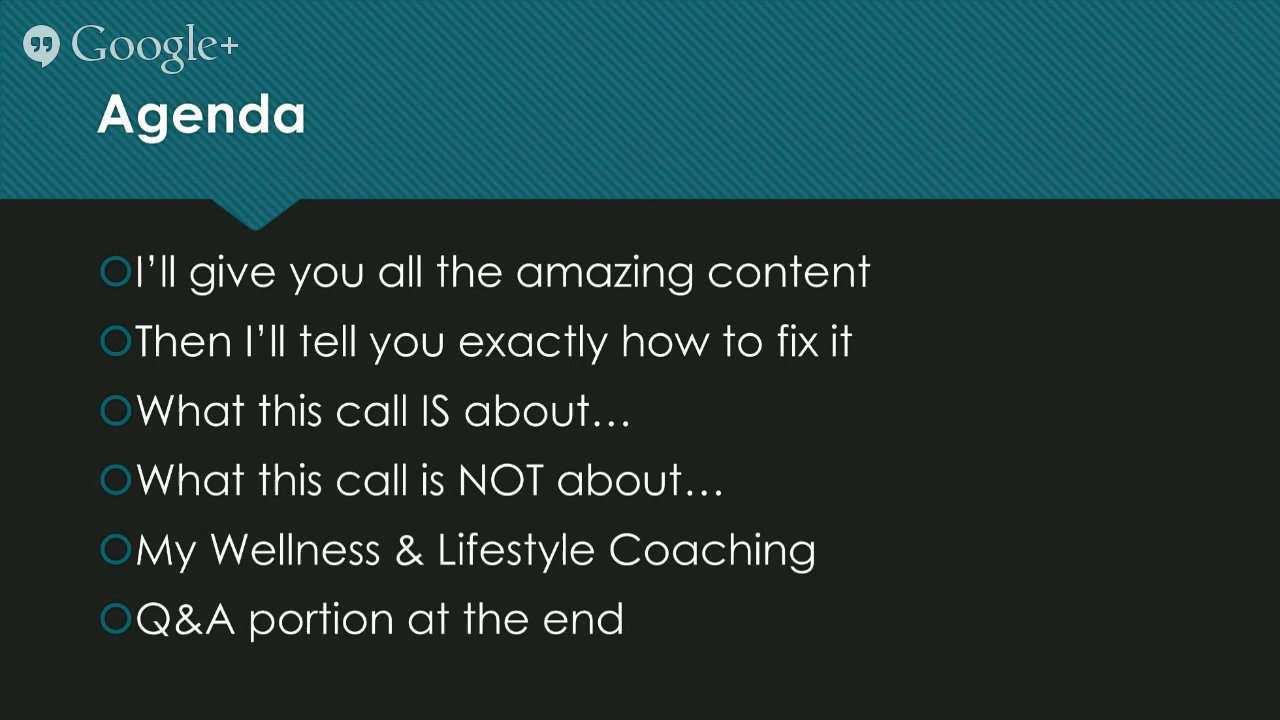 Google+
Agenda
I’ll give you all the amazing content
Then I’ll tell you exactly how to fix it
What this call IS about…
What this call is NOT about…
My Wellness & Lifestyle Coaching
Q&A portion at the end